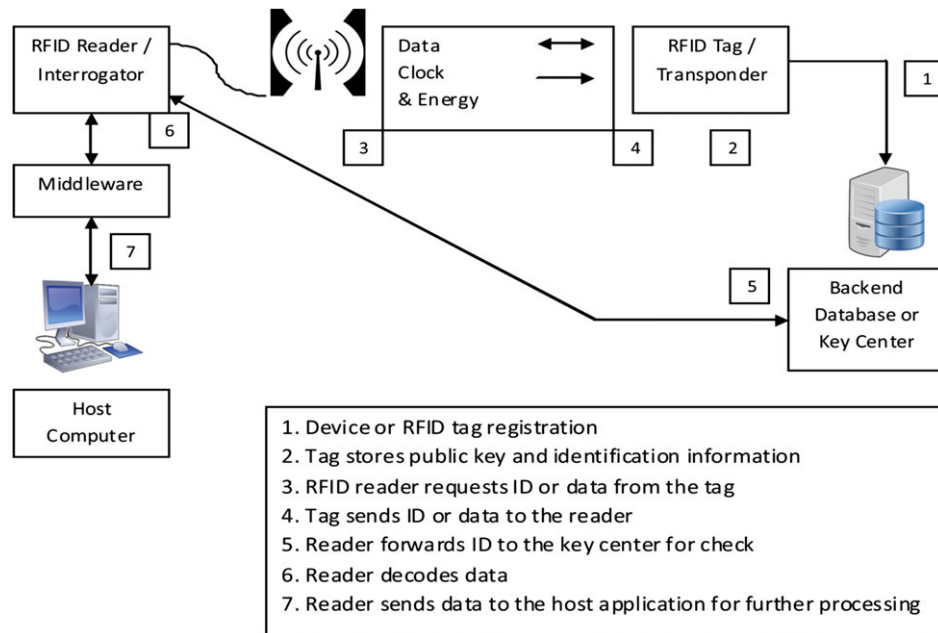 RFID Reader /
Interrogator
Data
Clock
& Energy
RFID Tag /
Transponder
1
6
3
4
2
Middleware
7
5
Backend
Database or
Key Center
Host
Computer
1. Device or RFID tag registration
2. Tag stores public key and identification information
3. RFID reader requests ID or data from the tag
4. Tag sends ID or data to the reader
5. Reader forwards ID to the key center for check
6. Reader decodes data
7. Reader sends data to the host application for further processing